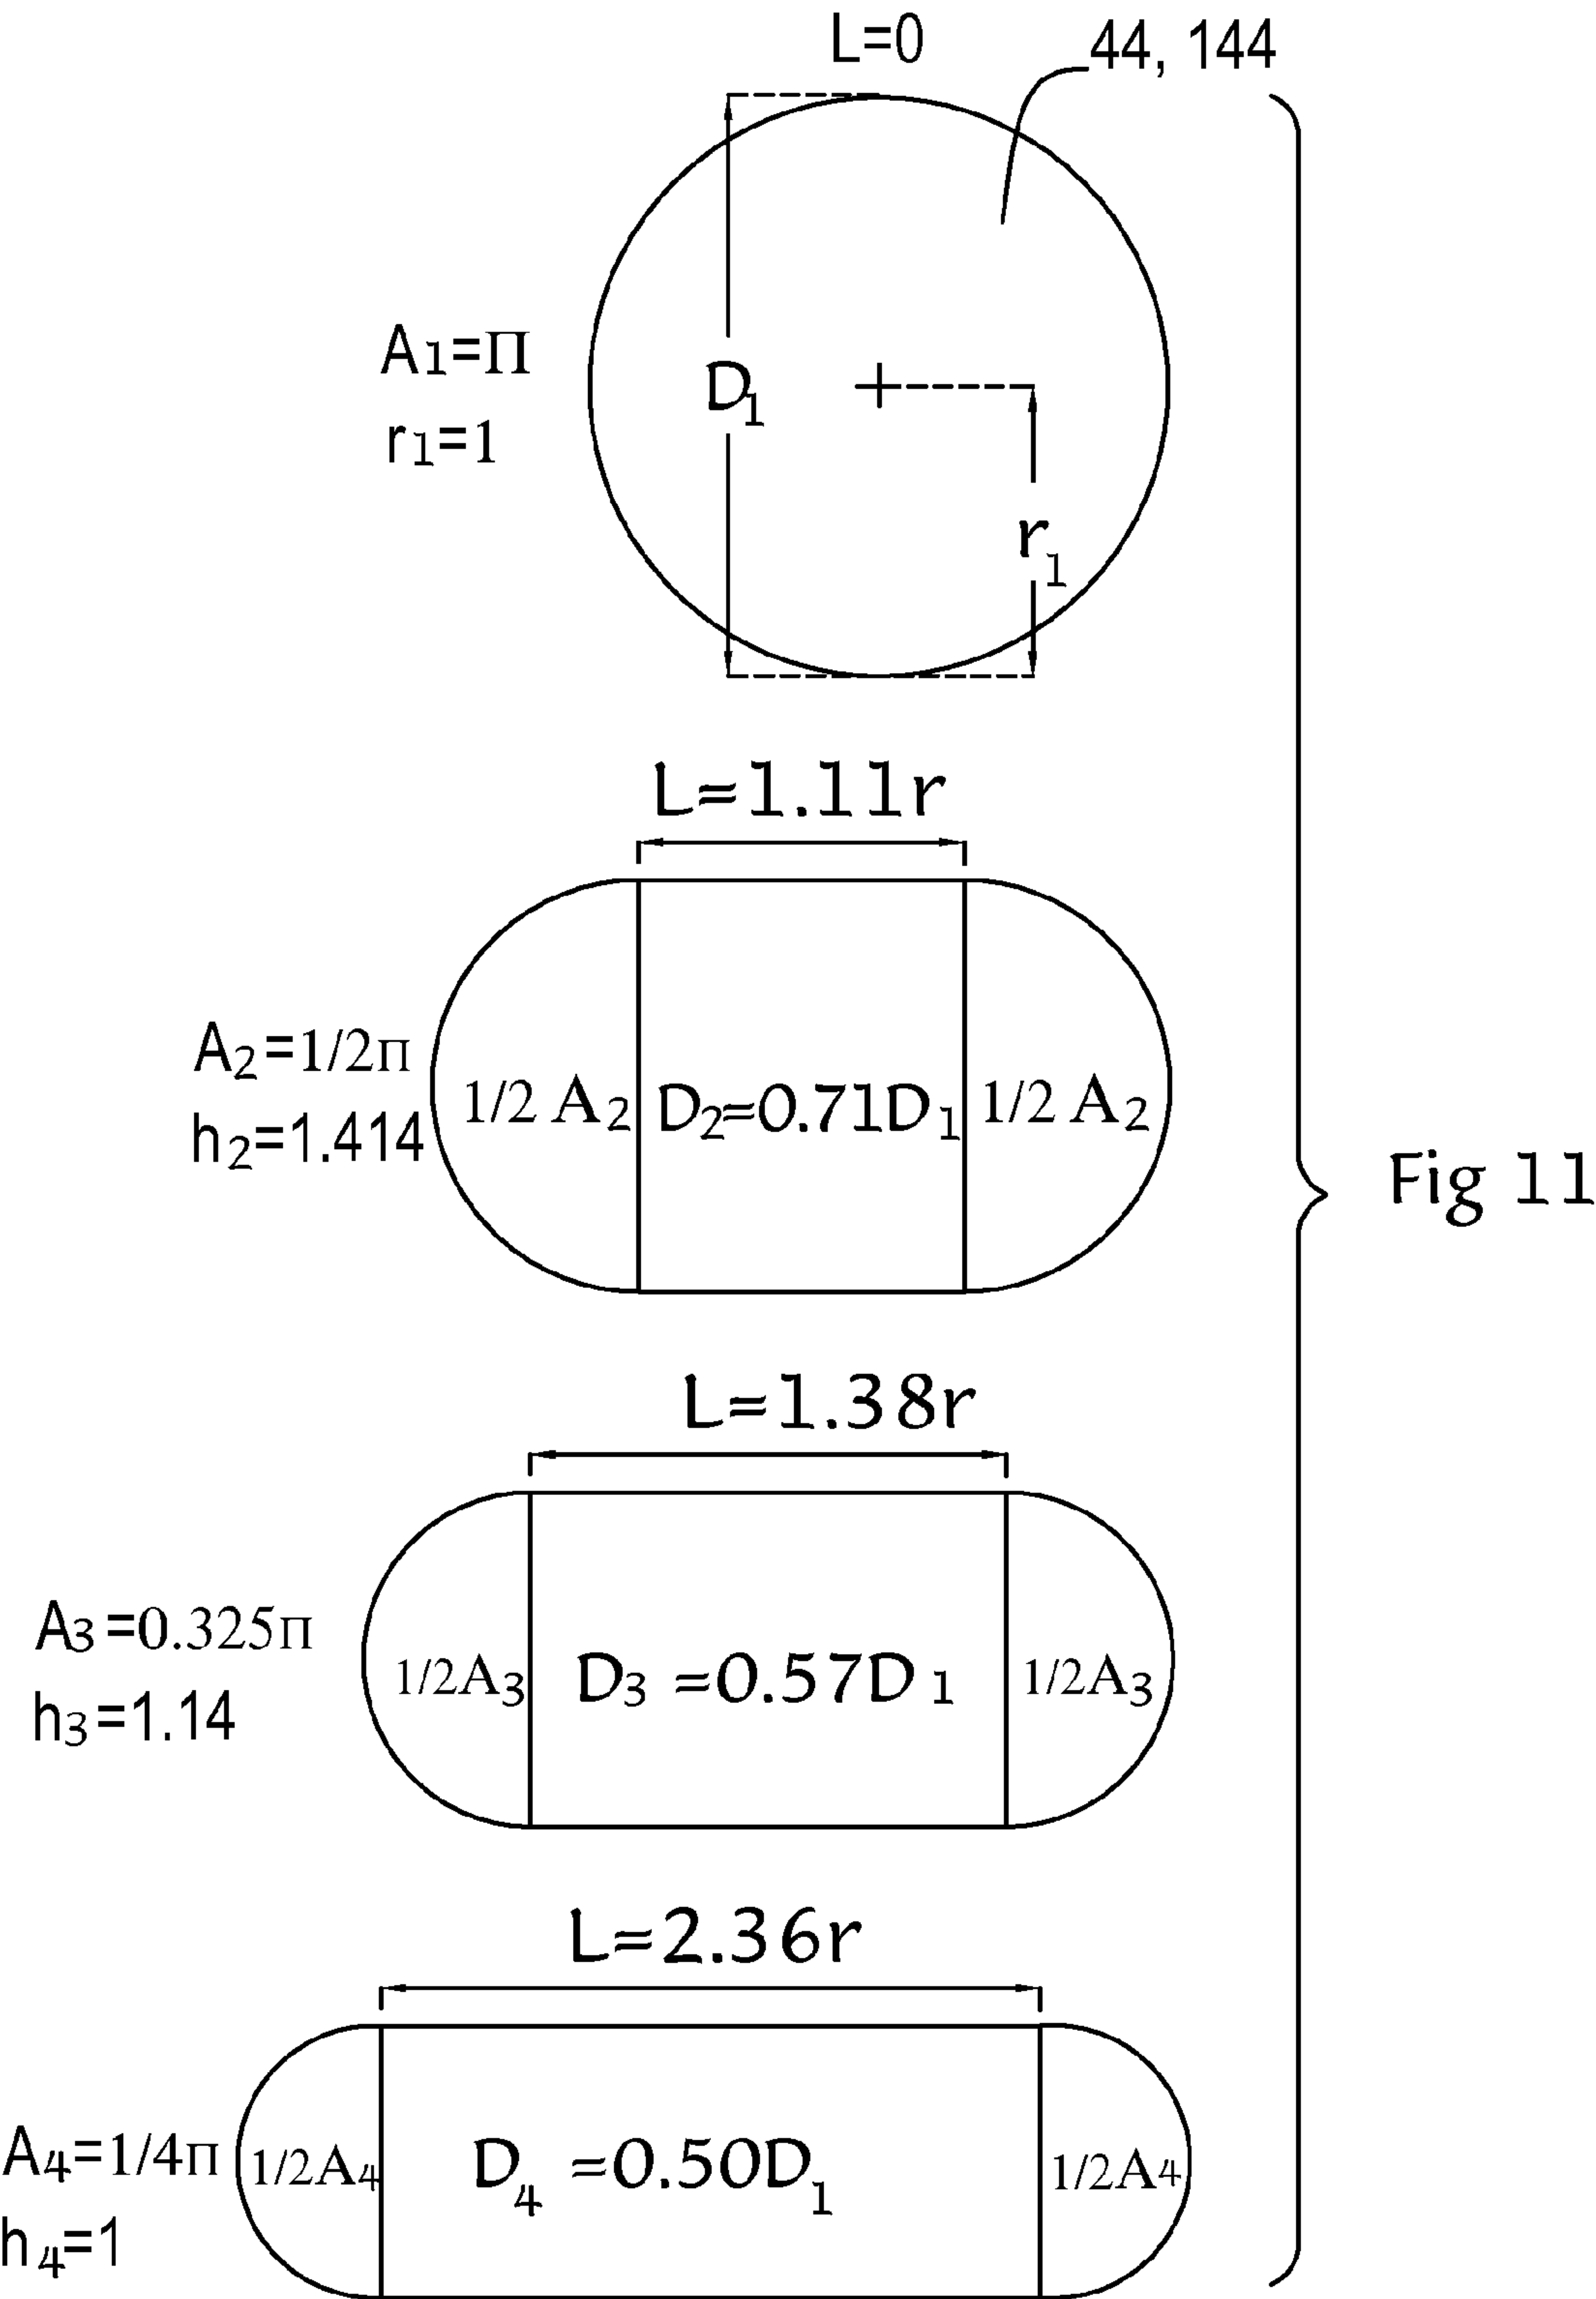 L=0
44, 144
A1=Π
r1=1
D1
r1
L≈1.11r
A2=1/2π
h2=1.414
1/2 A2
D2≈0.71D1
1/2 A2
Fig 11
L≈1.38r
A3=0.325π
h3=1.14
1/2A3
D3≈0.57D1
1/2A3
L≈2.36r
A4=1/4π
h4=1
1/2A4
D4≈0.50D1
1/2A4